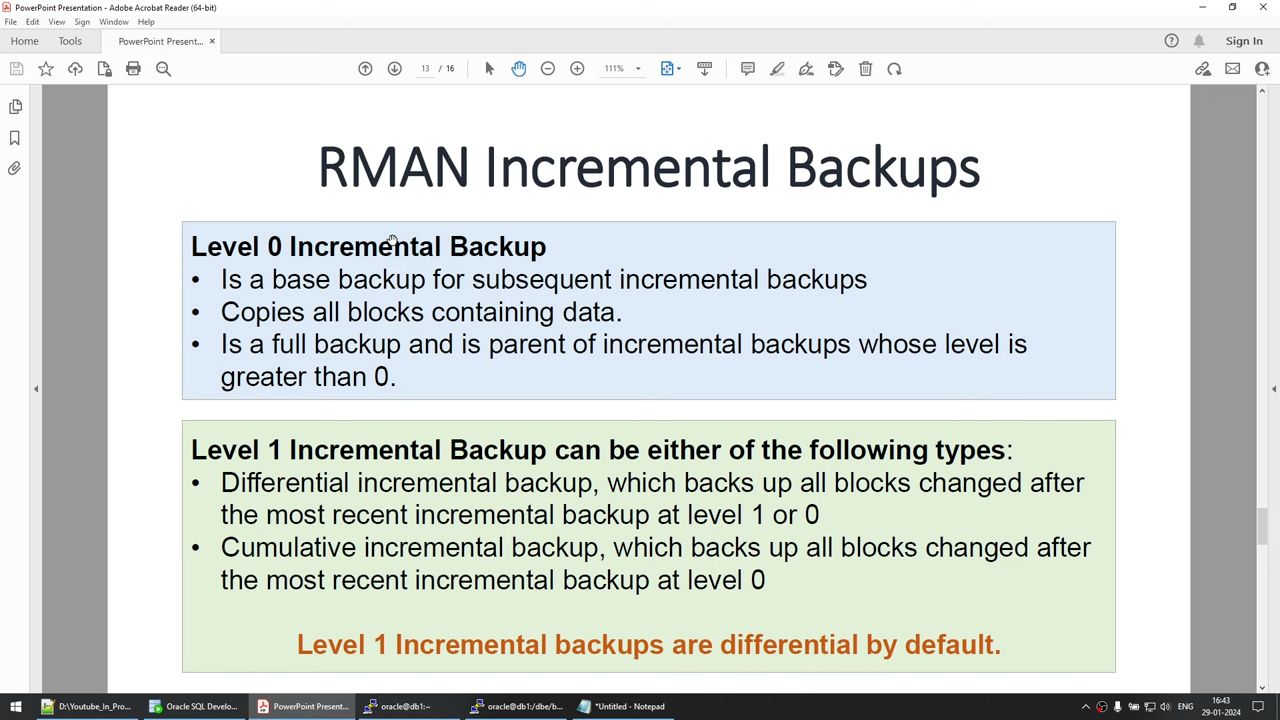 PowerPoint Presentation - Adobe Acrobat Reader (64-bit)
File Edit View Sign Window Help
Home Tools PowerPoint Present... × Sign In
13 / 16 111%
RMAN Incremental Backups
Level 0 Incremental Backup
• Is a base backup for subsequent incremental backups
• Copies all blocks containing data.
• Is a full backup and is parent of incremental backups whose level is
greater than 0.
Level 1 Incremental Backup can be either of the following types:
• Differential incremental backup, which backs up all blocks changed after
the most recent incremental backup at level 1 or 0
• Cumulative incremental backup, which backs up all blocks changed after
the most recent incremental backup at level 0
Level 1 Incremental backups are differential by default.
D:\Youtube_In_Pro... Oracle SQL Develo... PowerPoint Present... oracle@db1:~ oracle@db1:/dbe/b... *Untitled - Notepad ENG 16:43
29-01-2024